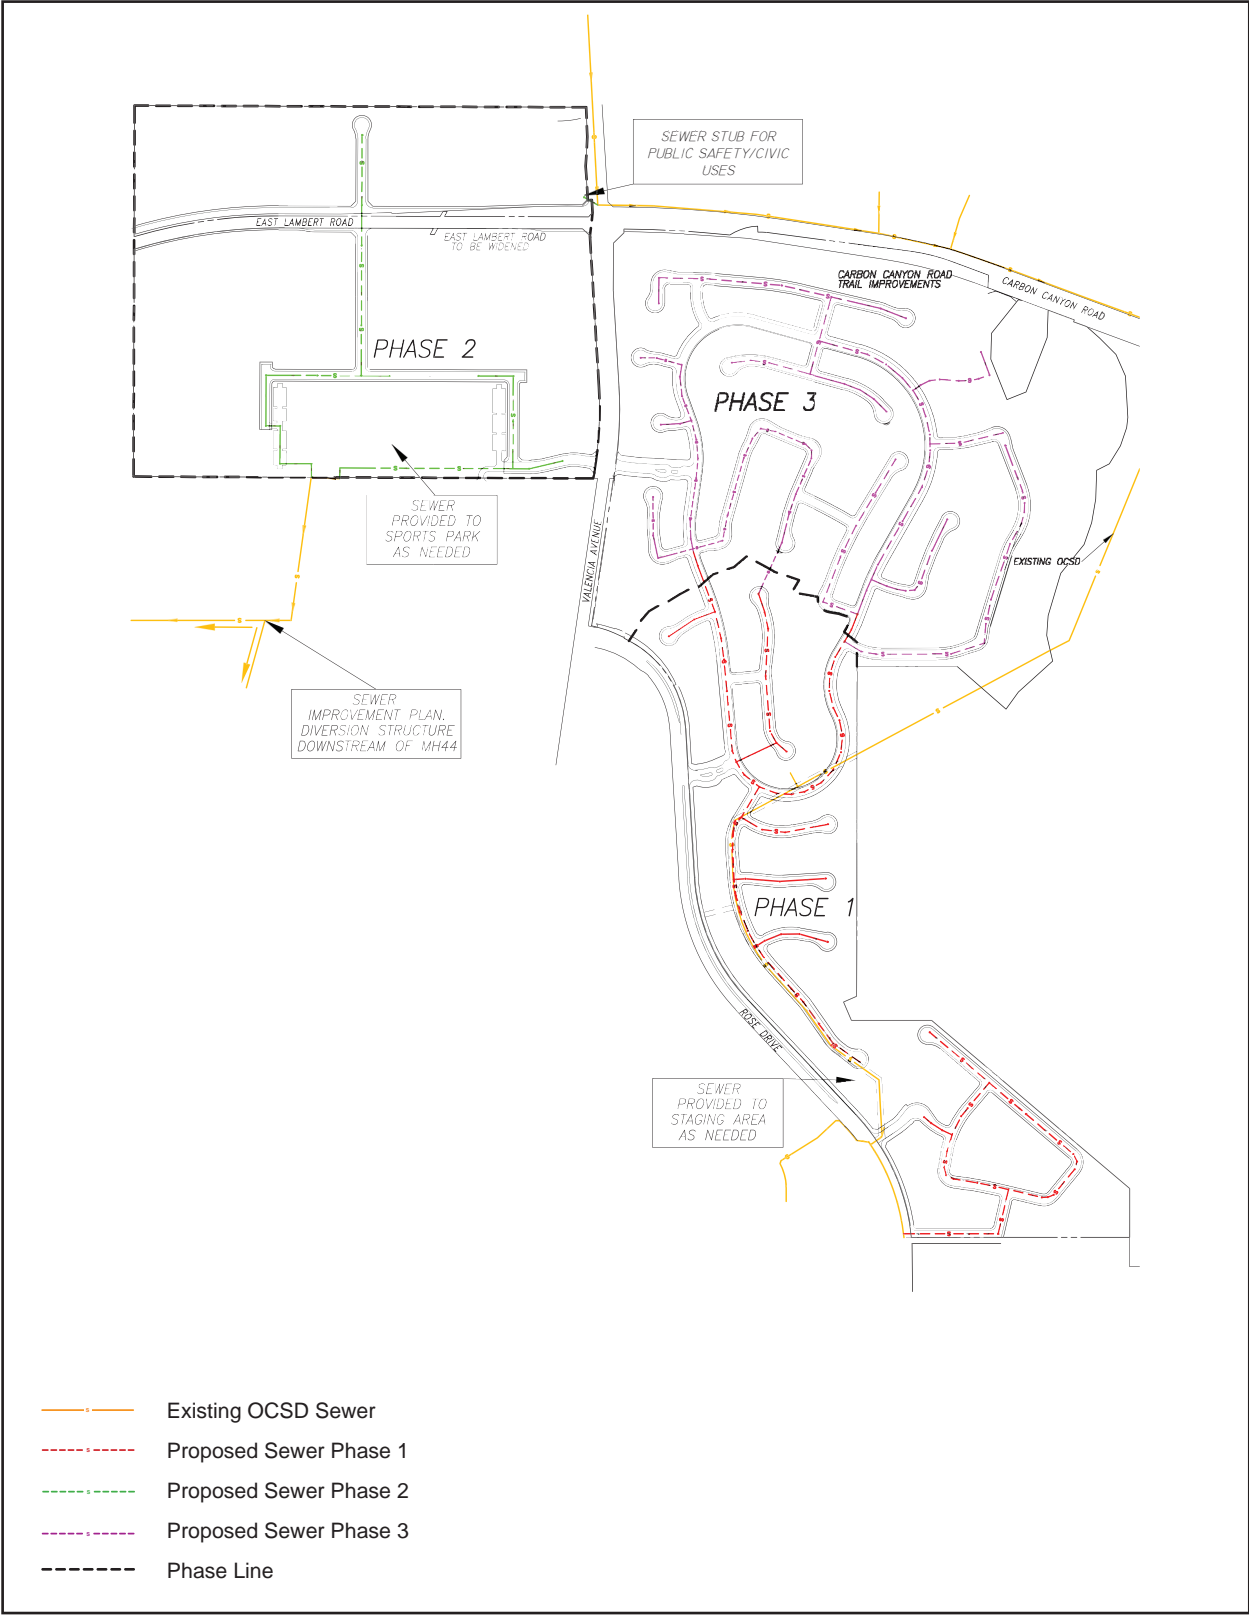 SEWER STUB FOR
PUBLIC SAFETY/CIVIC
USES
EAST LAMBERT ROAD
EAST LAMBERT ROAD
TO BE WIDENED
CARBON CANYON ROAD
TRAIL IMPROVEMENTS
CARBON CANYON ROAD
PHASE 2
PHASE 3
SEWER
PROVIDED TO
SPORTS PARK
AS NEEDED
VALENCIA AVENUE
EXISTING OCSD
SEWER
IMPROVEMENT PLAN.
DIVERSION STRUCTURE
DOWNSTREAM OF MH44
PHASE 1
ROSE DRIVE
SEWER
PROVIDED TO
STAGING AREA
AS NEEDED
Existing OCSD Sewer
Proposed Sewer Phase 1
Proposed Sewer Phase 2
Proposed Sewer Phase 3
Phase Line